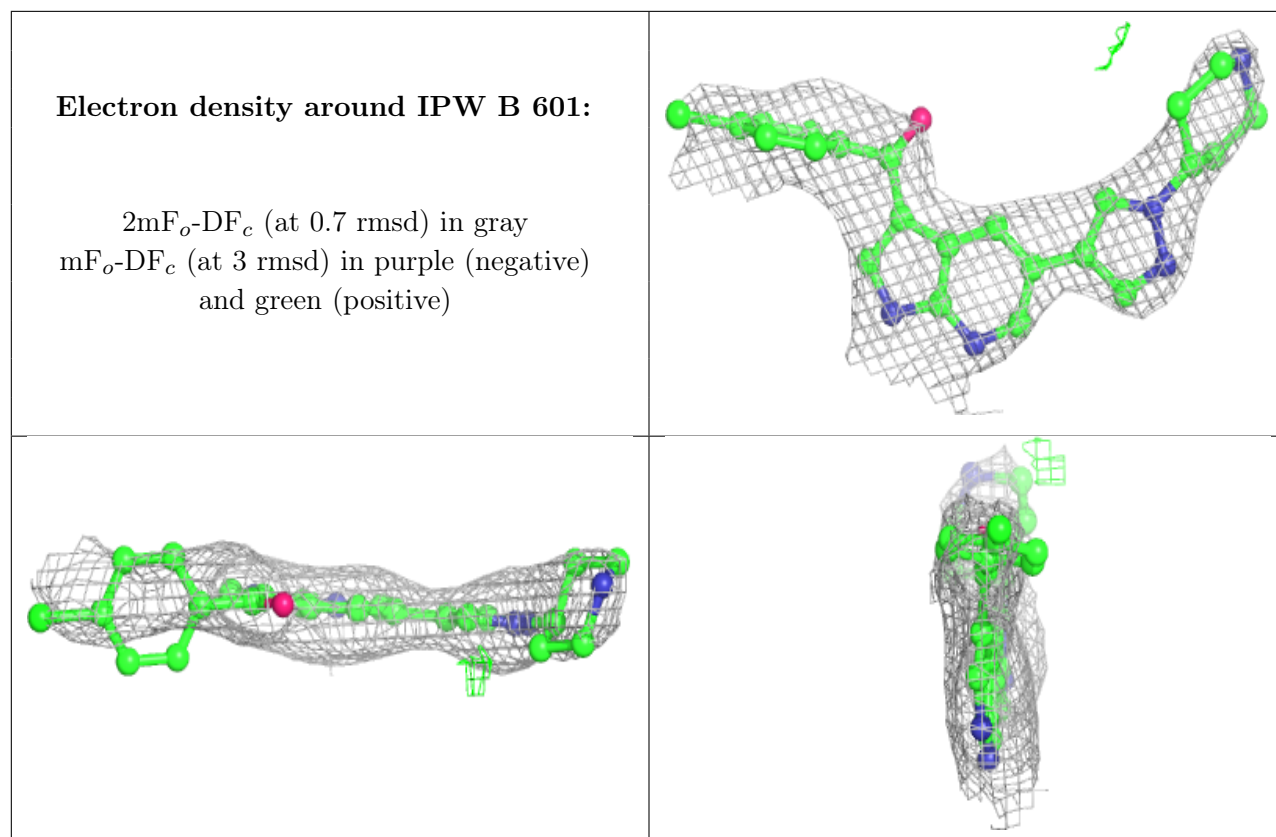 Electron density around IPW B 601:
2mFo-DFc (at 0.7 rmsd) in gray
mFo-DFc (at 3 rmsd) in purple (negative)
and green (positive)